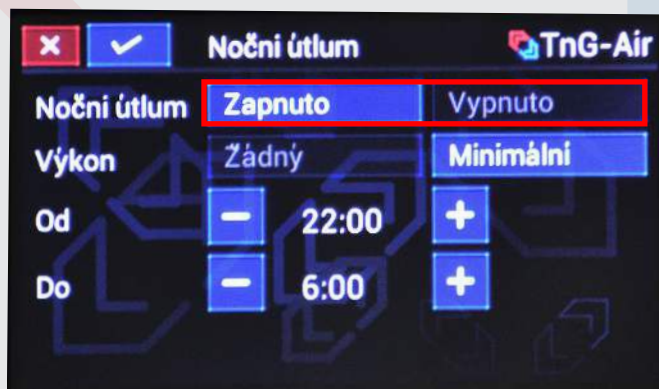 Noční útlum TnG-Air
Noční útlum Zapnuto Vypnuto
Výkon Žádný Minimální
Od − 22:00 +
Do − 6:00 +